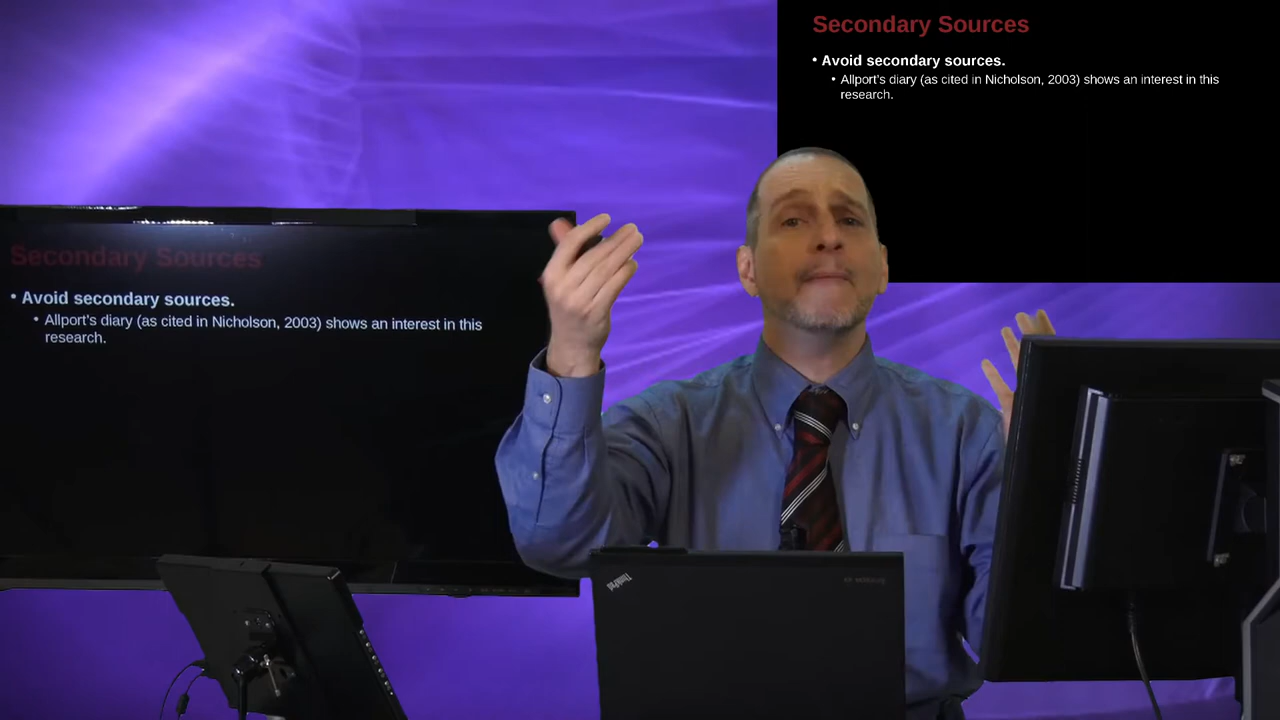 Secondary Sources
• Avoid secondary sources.
• Allport's diary (as cited in Nicholson, 2003) shows an interest in this
research.
Secondary Sources
• Avoid secondary sources.
• Allport's diary (as cited in Nicholson, 2003) shows an interest in this
research.
ThinkPad